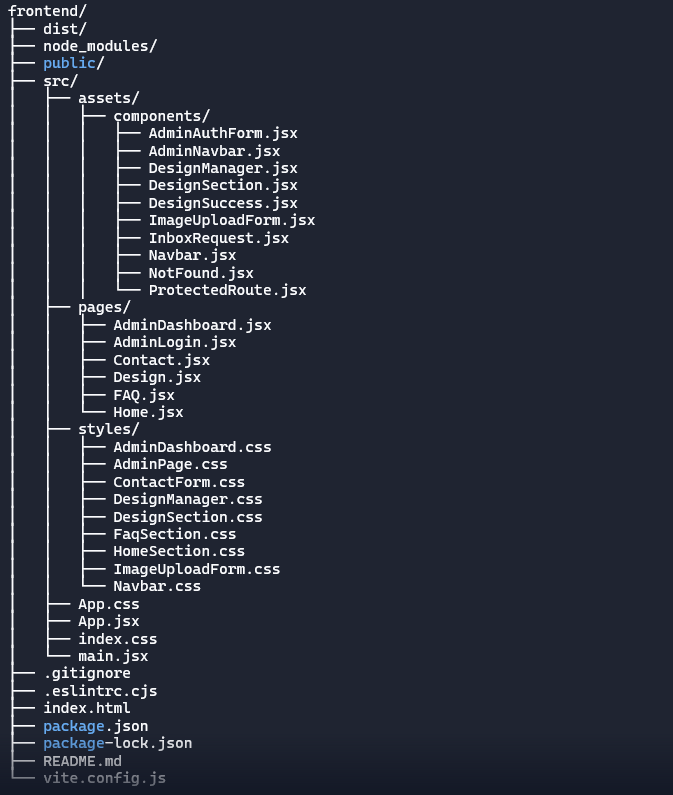 frontend/
├── dist/
├── node_modules/
├── public/
├── src/
│   ├── assets/
│   │   ├── components/
│   │   │   ├── AdminAuthForm.jsx
│   │   │   ├── AdminNavbar.jsx
│   │   │   ├── DesignManager.jsx
│   │   │   ├── DesignSection.jsx
│   │   │   ├── DesignSuccess.jsx
│   │   │   ├── ImageUploadForm.jsx
│   │   │   ├── InboxRequest.jsx
│   │   │   ├── Navbar.jsx
│   │   │   ├── NotFound.jsx
│   │   │   └── ProtectedRoute.jsx
│   ├── pages/
│   │   ├── AdminDashboard.jsx
│   │   ├── AdminLogin.jsx
│   │   ├── Contact.jsx
│   │   ├── Design.jsx
│   │   ├── FAQ.jsx
│   │   └── Home.jsx
│   ├── styles/
│   │   ├── AdminDashboard.css
│   │   ├── AdminPage.css
│   │   ├── ContactForm.css
│   │   ├── DesignManager.css
│   │   ├── DesignSection.css
│   │   ├── FaqSection.css
│   │   ├── HomeSection.css
│   │   ├── ImageUploadForm.css
│   │   └── Navbar.css
│   ├── App.css
│   ├── App.jsx
│   ├── index.css
│   └── main.jsx
├── .gitignore
├── .eslintrc.cjs
├── index.html
├── package.json
├── package-lock.json
├── README.md
└── vite.config.js